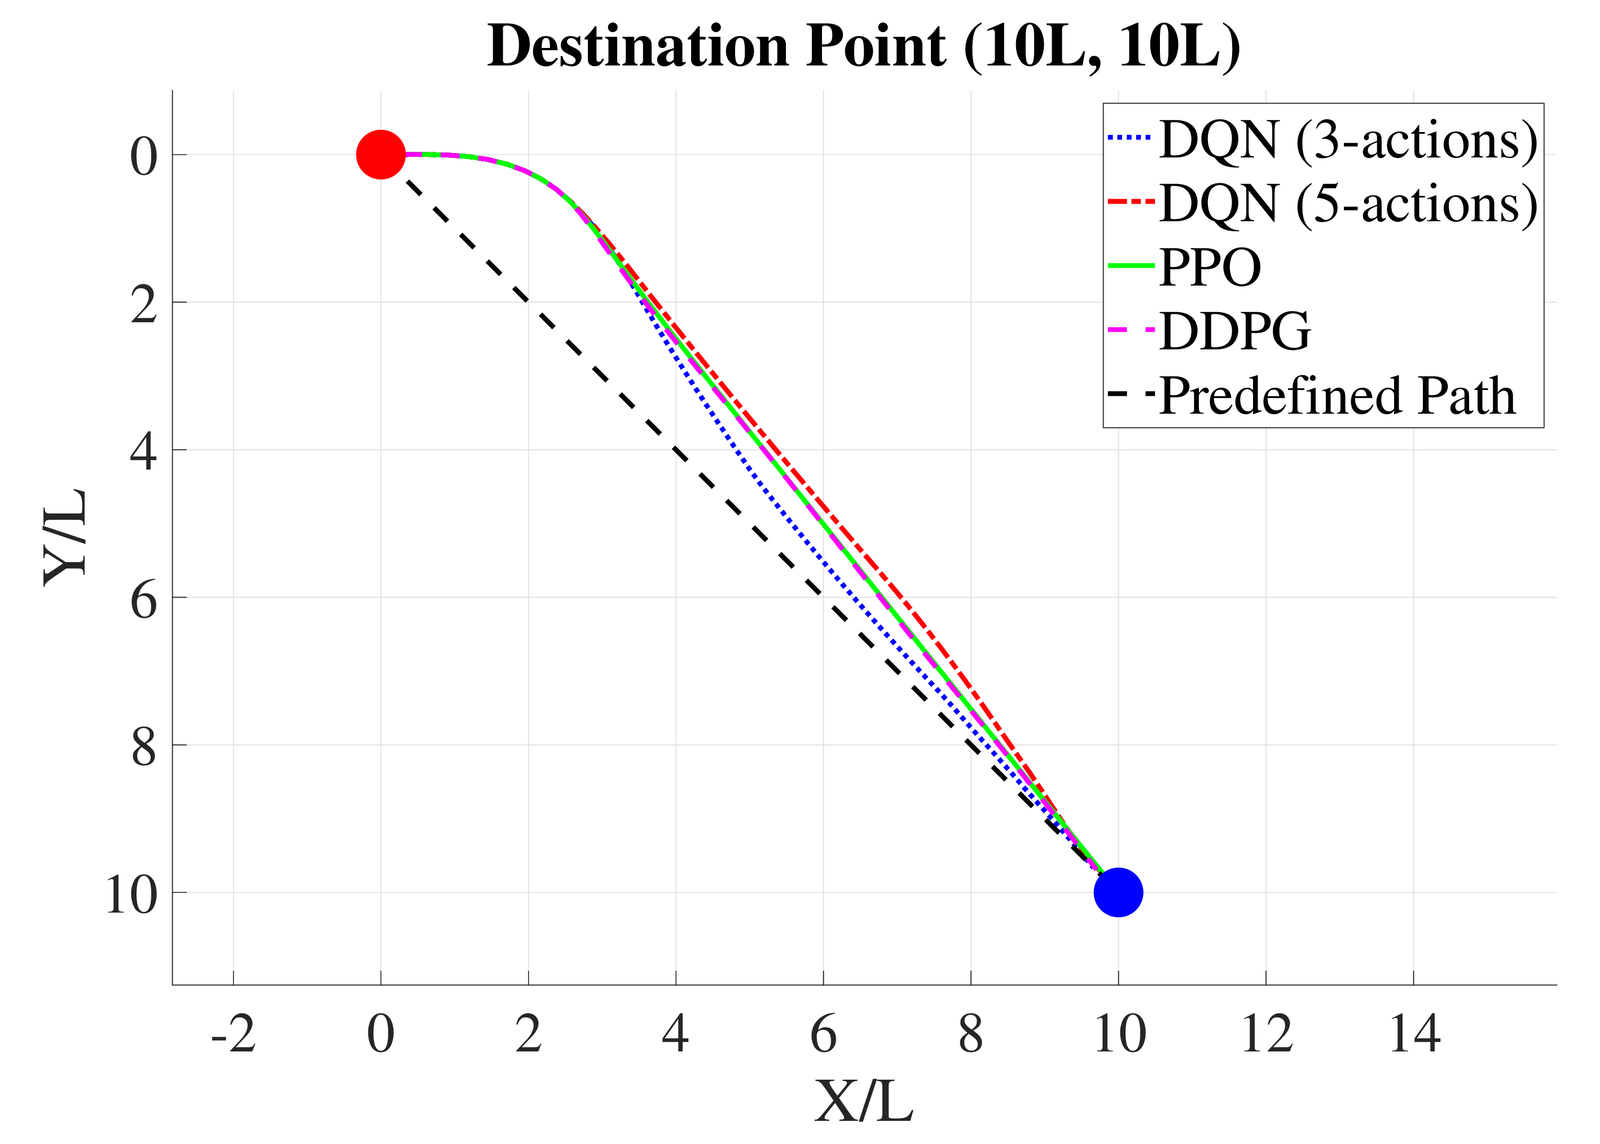 Destination Point (10L, 10L)
DQN (3-actions)
DQN (5-actions)
PPO
DDPG
Predefined Path
Y/L
0
2
4
6
8
10
-2 0 2 4 6 8 10 12 14
X/L